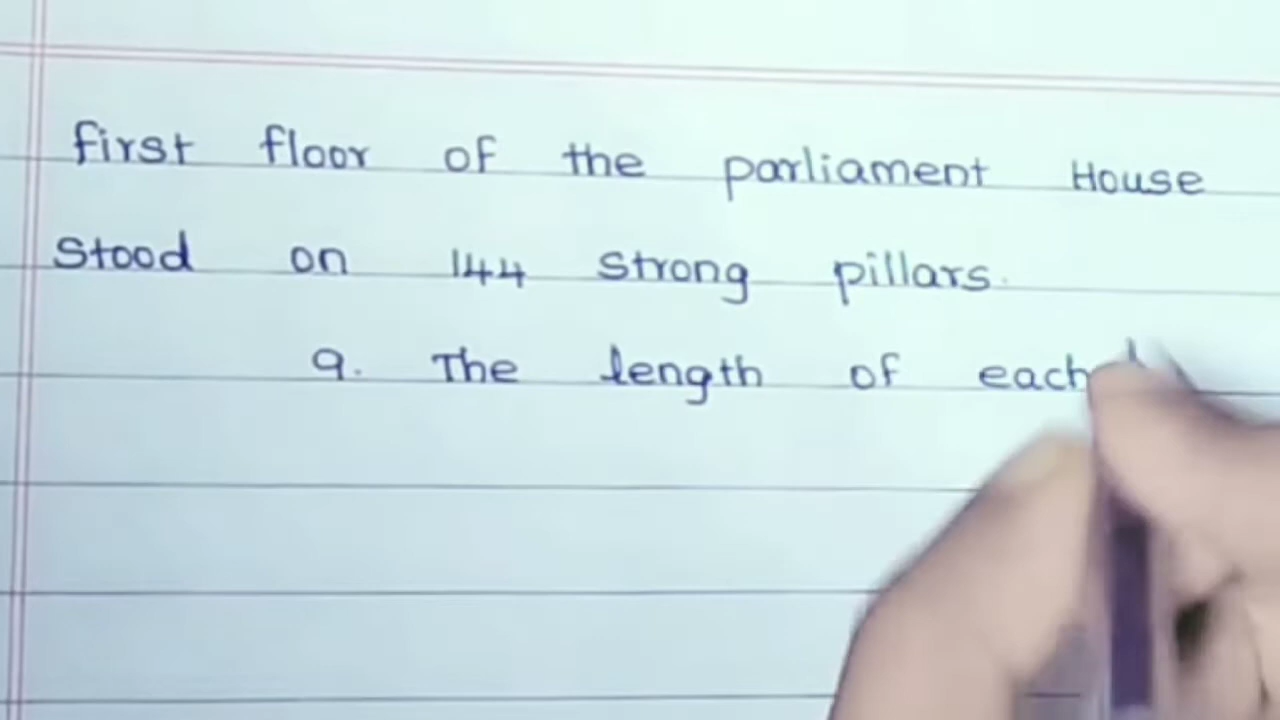 first floor of the parliament House
Stood on 144 strong pillars.
9. The length of each